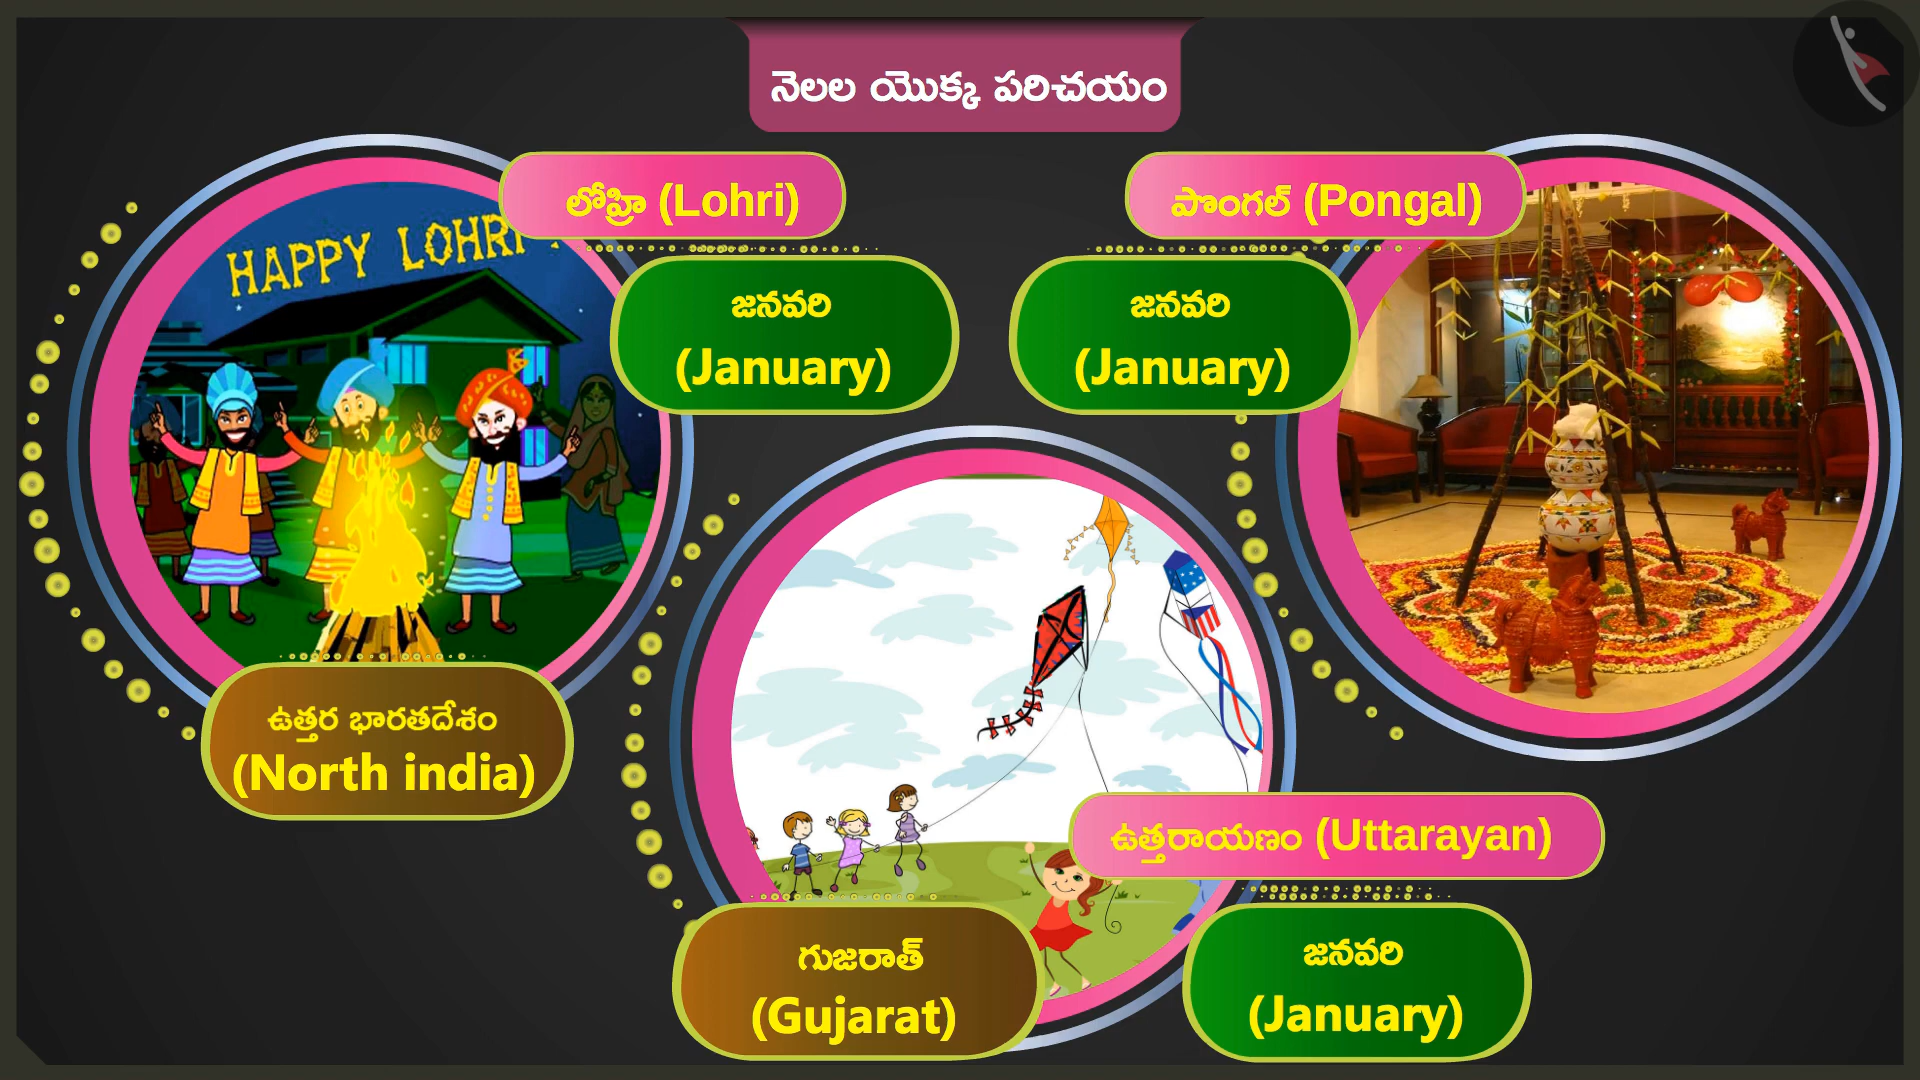 నెలల యొక్క పరిచయం
HAPPY LOHRI
లోహ్రి (Lohri)
జనవరి
(January)
ఉత్తర భారతదేశం
(North india)
పొంగల్ (Pongal)
జనవరి
(January)
ఉత్తరాయణం (Uttarayan)
గుజరాత్
(Gujarat)
జనవరి
(January)